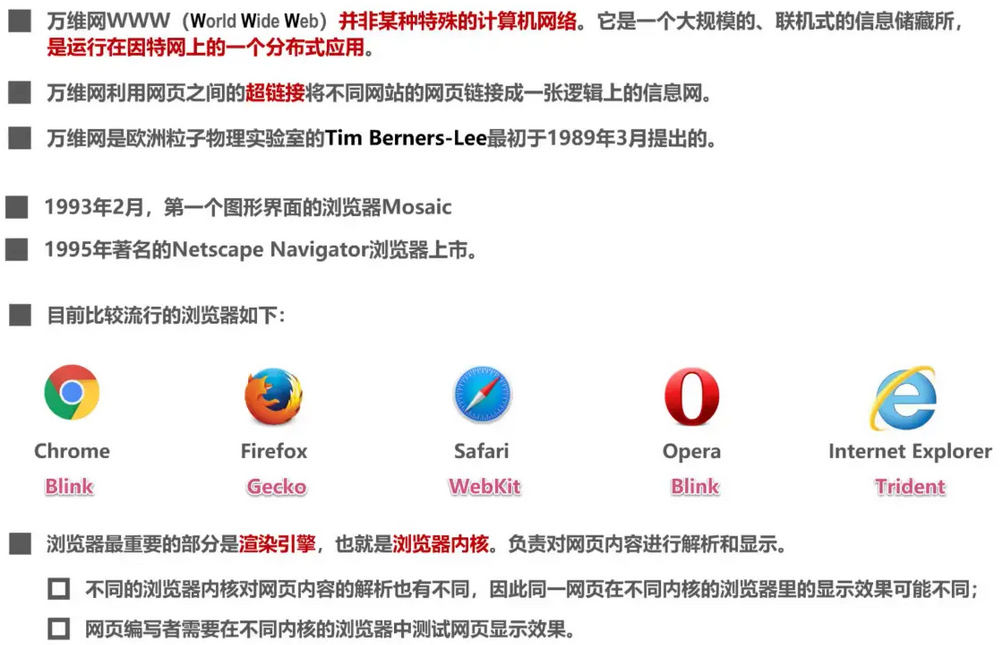 万维网WWW（World Wide Web）并非某种特殊的计算机网络。它是一个大规模的、联机式的信息储藏所，
是运行在因特网上的一个分布式应用。
万维网利用网页之间的超链接将不同网站的网页链接成一张逻辑上的信息网。
万维网是欧洲粒子物理实验室的Tim Berners-Lee最初于1989年3月提出的。
1993年2月，第一个图形界面的浏览器Mosaic
1995年著名的Netscape Navigator浏览器上市。
目前比较流行的浏览器如下：
Chrome Firefox Safari Opera Internet Explorer
Blink Gecko WebKit Blink Trident
浏览器最重要的部分是渲染引擎，也就是浏览器内核。负责对网页内容进行解析和显示。
不同的浏览器内核对网页内容的解析也有不同，因此同一网页在不同内核的浏览器里的显示效果可能不同；
网页编写者需要在不同内核的浏览器中测试网页显示效果。